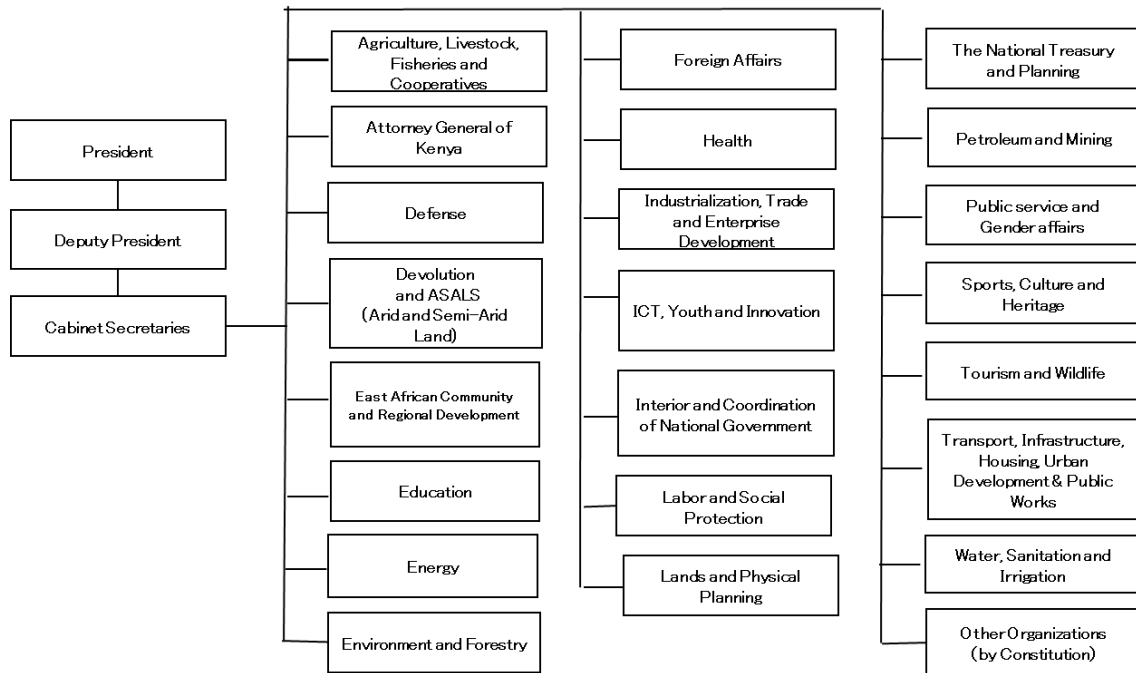 President
Deputy President
Cabinet Secretaries
Agriculture, Livestock,
Fisheries and
Cooperatives
Attorney General of
Kenya
Defense
Devolution
and ASALS
(Arid and Semi-Arid
Land)
East African Community
and Regional Development
Education
Energy
Environment and Forestry
Foreign Affairs
Health
Industrialization, Trade
and Enterprise
Development
ICT, Youth and Innovation
Interior and Coordination
of National Government
Labor and Social
Protection
Lands and Physical
Planning
The National Treasury
and Planning
Petroleum and Mining
Public service and
Gender affairs
Sports, Culture and
Heritage
Tourism and Wildlife
Transport, Infrastructure,
Housing, Urban
Development & Public
Works
Water, Sanitation and
Irrigation
Other Organizations
(by Constitution)